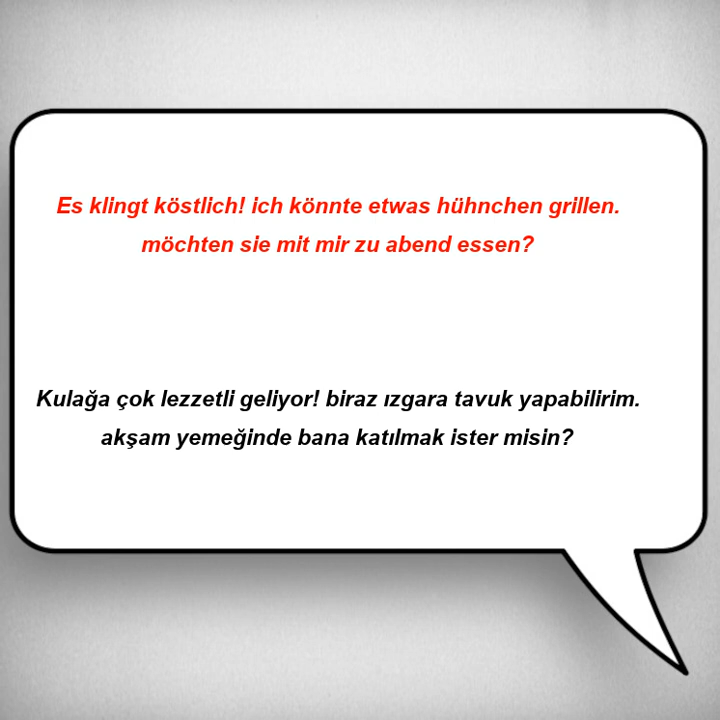 Es klingt köstlich! ich könnte etwas hühnchen grillen.
möchten sie mit mir zu abend essen?
Kulağa çok lezzetli geliyor! biraz ızgara tavuk yapabilirim.
akşam yemeğinde bana katılmak ister misin?